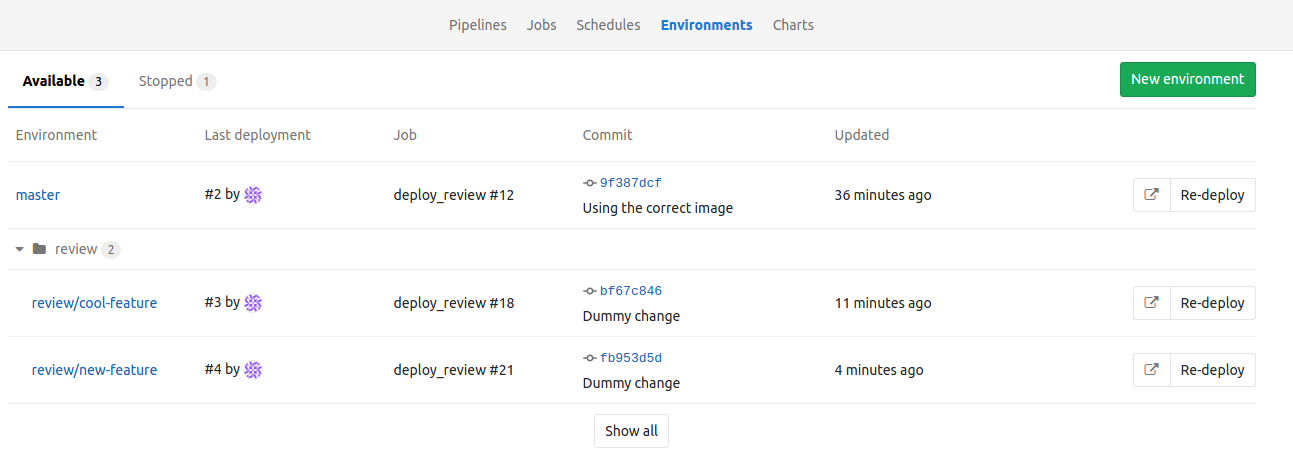 Pipelines Jobs Schedules Environments Charts
Available 3 Stopped 1 New environment
Environment Last deployment Job Commit Updated
master #2 by deploy_review #12 9f387dcf 36 minutes ago Re-deploy
Using the correct image
review 2
review/cool-feature #3 by deploy_review #18 bf67c846 11 minutes ago Re-deploy
Dummy change
review/new-feature #4 by deploy_review #21 fb953d5d 4 minutes ago Re-deploy
Dummy change
Show all